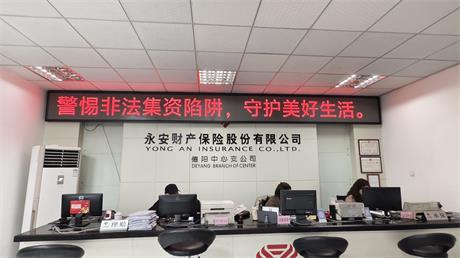 警惕非法集资陷阱，守护美好生活。
永安财产保险股份有限公司
YONG AN INSURANCE CO.,LTD.
德阳中心支公司
DEYANG BRANCH OF CENTER